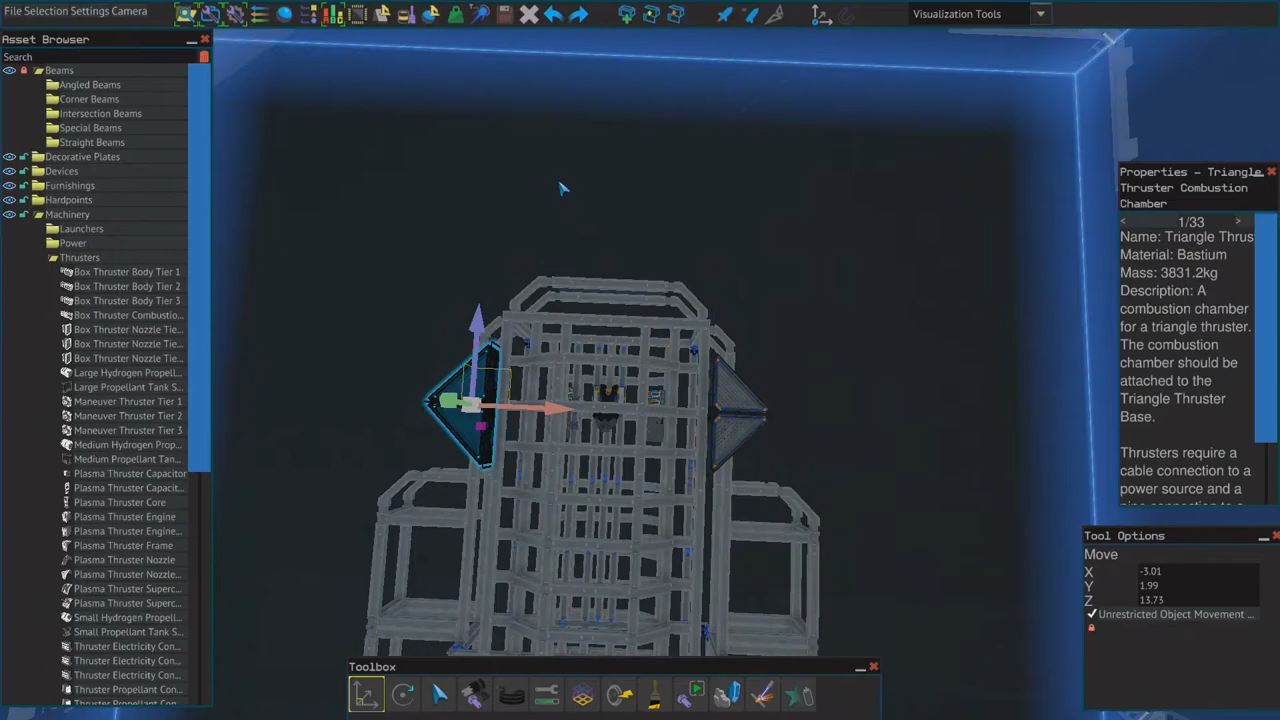 File Selection Settings Camera
Visualization Tools
Asset Browser
Search
Beams
Angled Beams
Corner Beams
Intersection Beams
Special Beams
Straight Beams
Decorative Plates
Devices
Furnishings
Hardpoints
Machinery
Launchers
Power
Thrusters
Box Thruster Body Tier 1
Box Thruster Body Tier 2
Box Thruster Body Tier 3
Box Thruster Combustio...
Box Thruster Nozzle Tie...
Box Thruster Nozzle Tie...
Box Thruster Nozzle Tie...
Large Hydrogen Propell...
Large Propellant Tank S...
Maneuver Thruster Tier 1
Maneuver Thruster Tier 2
Maneuver Thruster Tier 3
Medium Hydrogen Prop...
Medium Propellant Tan...
Plasma Thruster Capacitor
Plasma Thruster Capacit...
Plasma Thruster Core
Plasma Thruster Engine
Plasma Thruster Engine...
Plasma Thruster Frame
Plasma Thruster Nozzle
Plasma Thruster Nozzle...
Plasma Thruster Superc...
Plasma Thruster Superc...
Small Hydrogen Propell...
Small Propellant Tank S...
Thruster Electricity Con...
Thruster Electricity Con...
Thruster Electricity Con...
Thruster Propellant Con...
Thruster Propellant Con...
Properties - Triangle
Thruster Combustion
Chamber
< 1/33 >
Name: Triangle Thrus
Material: Bastium
Mass: 3831.2kg
Description: A
combustion chamber
for a triangle thruster.
The combustion
chamber should be
attached to the
Triangle Thruster
Base.
Thrusters require a
cable connection to a
power source and a
pipe connection to a
Tool Options
Move
X -3.01
Y 1.99
Z 13.73
Unrestricted Object Movement ...
Toolbox